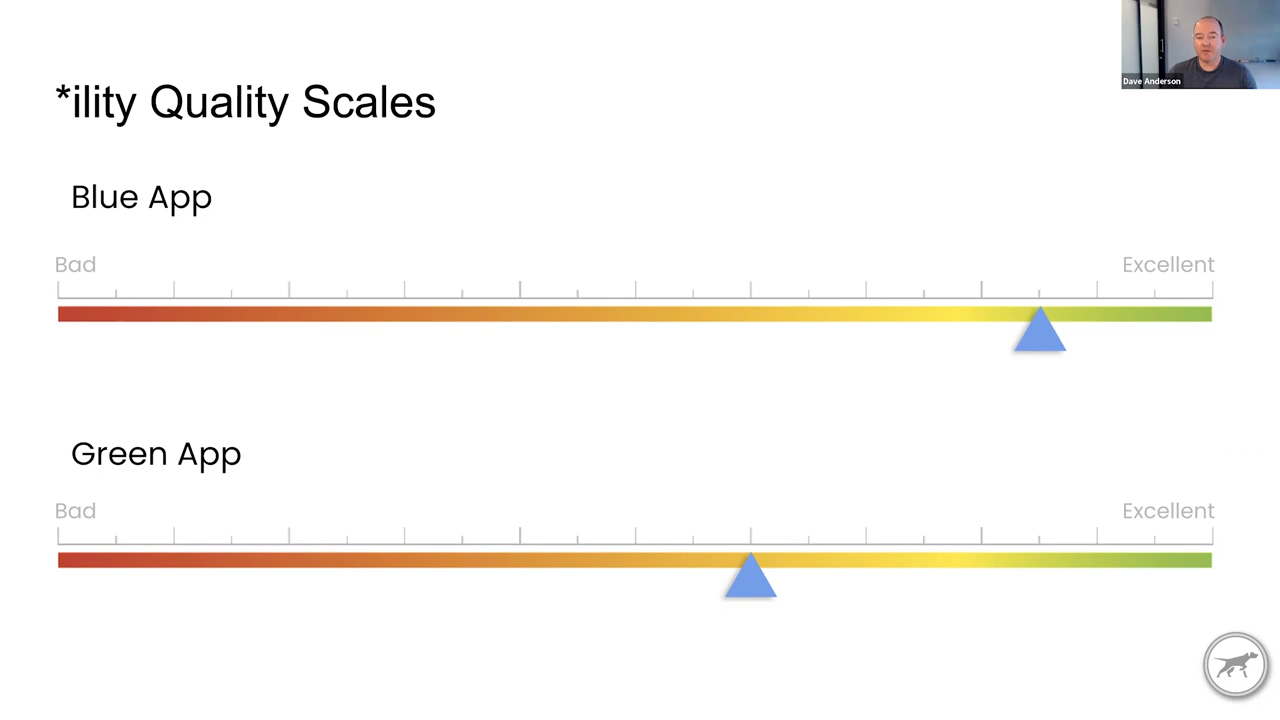 *ility Quality Scales
Dave Anderson
Blue App
Bad
Excellent
Green App
Bad
Excellent